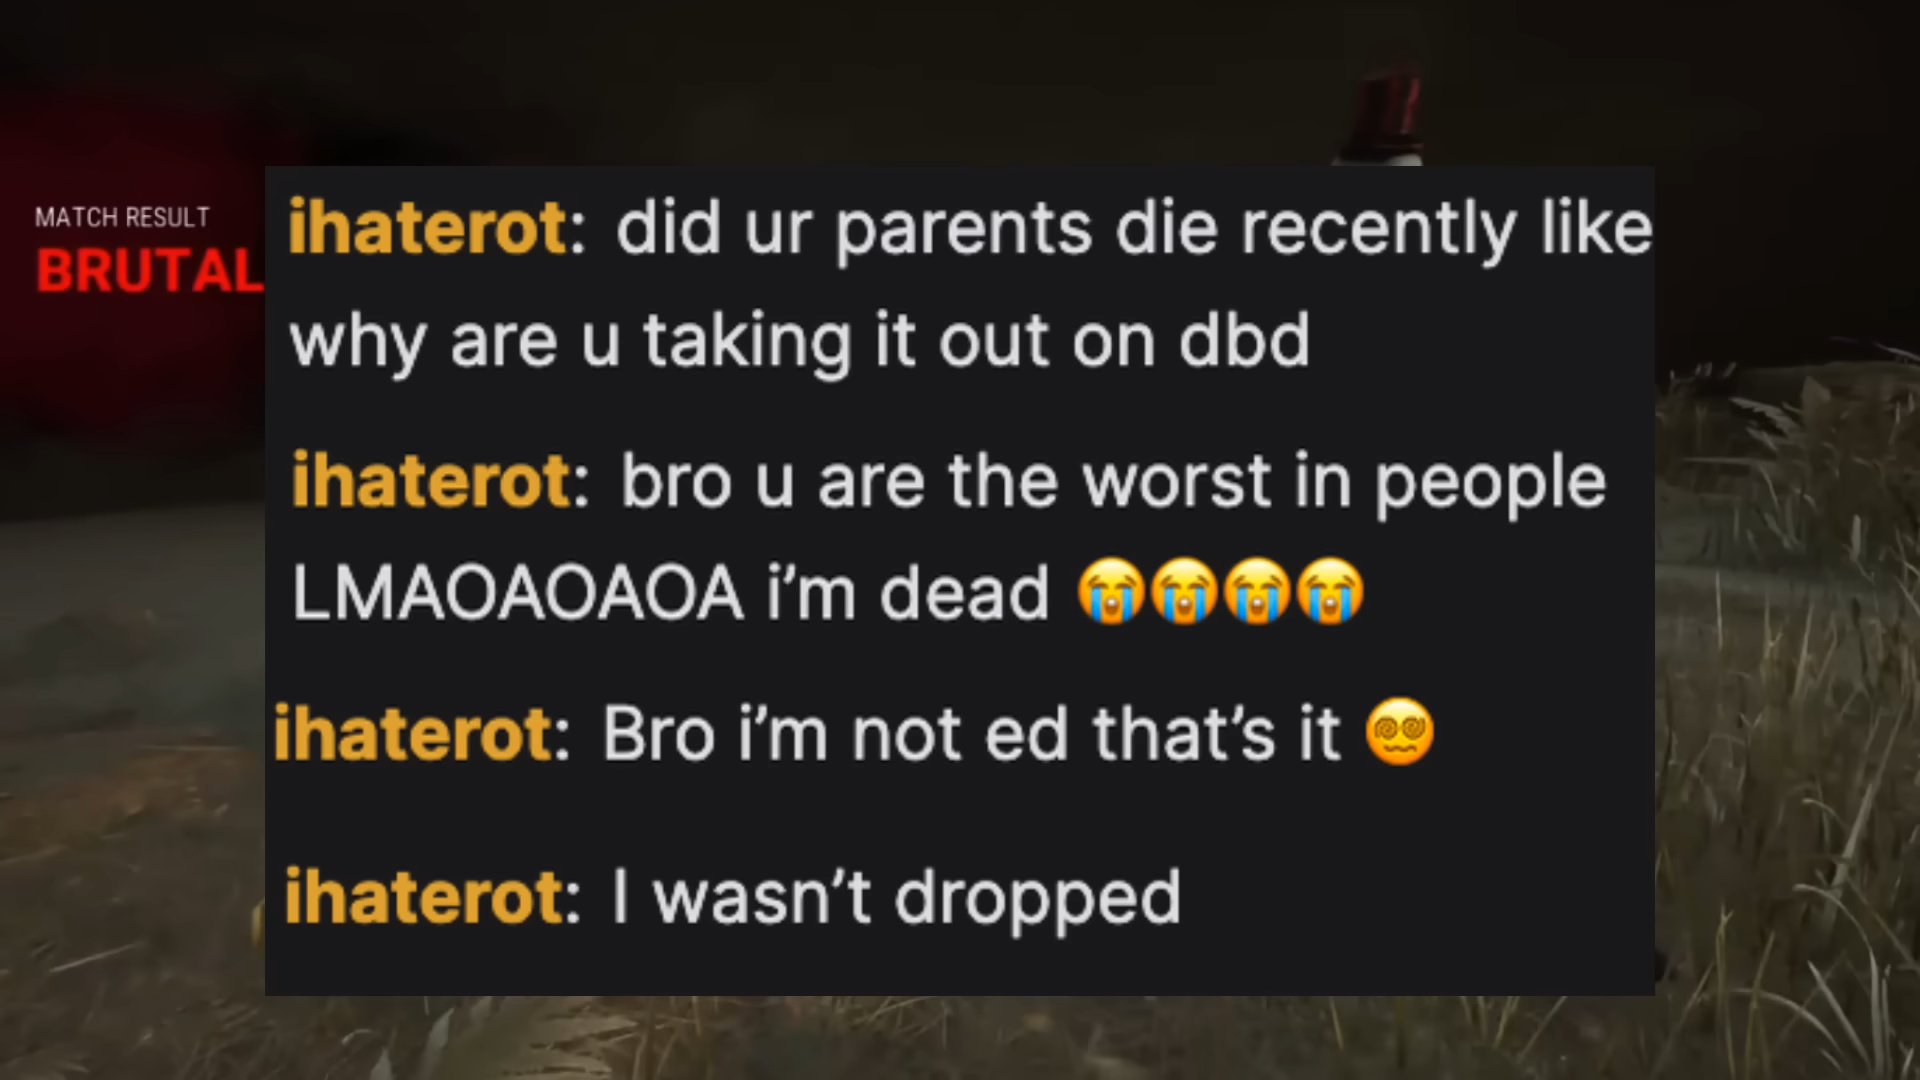 MATCH RESULT
BRUTAL
ihaterot: did ur parents die recently like
why are u taking it out on dbd
ihaterot: bro u are the worst in people
LMAOAOAOA i’m dead 😭😭😭😭
ihaterot: Bro i’m not ed that’s it 😵‍💫
ihaterot: I wasn’t dropped